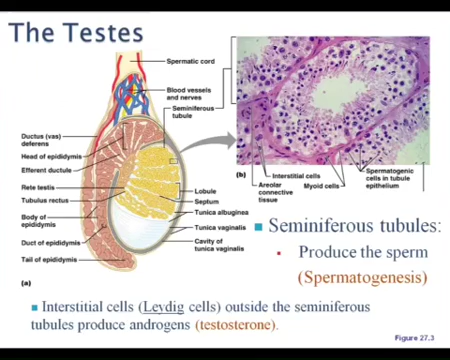 The Testes
Spermatic cord
Blood vessels
and nerves
Seminiferous
tubule
Ductus (vas)
deferens
Head of epididymis
Efferent ductule
Rete testis
Tubulus rectus
Body of
epididymis
Duct of epididymis
Tail of epididymis
Lobule
Septum
Tunica albuginea
Tunica vaginalis
Cavity of
tunica vaginalis
(a)
(b)
Interstitial cells
Areolar
connective
tissue
Myoid cells
Spermatogenic
cells in tubule
epithelium
Seminiferous tubules:
Produce the sperm
(Spermatogenesis)
Interstitial cells (Leydig cells) outside the seminiferous
tubules produce androgens (testosterone).
Figure 27.3